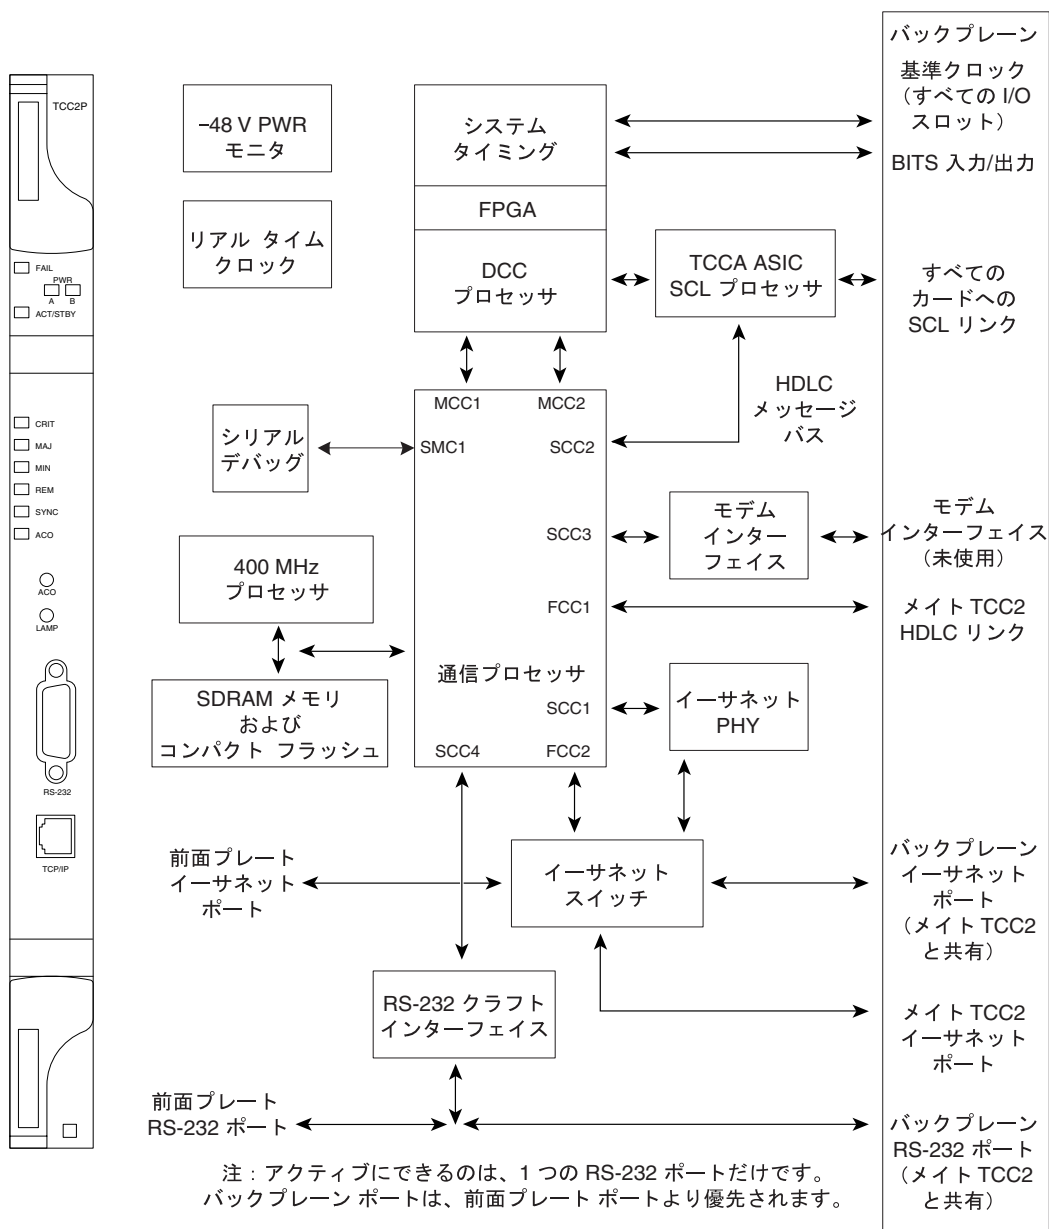 TCC2P
FAIL
PWR
A B
ACT/STBY
CRIT
MAJ
MIN
REM
SYNC
ACO
ACO
LAMP
RS-232
TCP/IP
−48 V PWR
モニタ
リアル タイム
クロック
システム
タイミング
FPGA
DCC
プロセッサ
TCCA ASIC
SCL プロセッサ
MCC1
MCC2
SMC1
SCC2
SCC3
FCC1
通信プロセッサ
SCC1
SCC4
FCC2
HDLC
メッセージ
バス
シリアル
デバッグ
400 MHz
プロセッサ
SDRAM メモリ
および
コンパクト フラッシュ
モデム
インター
フェイス
イーサネット
PHY
前面プレート
イーサネット
ポート
イーサネット
スイッチ
RS-232 クラフト
インターフェイス
前面プレート
RS-232 ポート
バックプレーン
基準クロック
（すべての I/O
スロット）
BITS 入力/出力
すべての
カードへの
SCL リンク
モデム
インターフェイス
（未使用）
メイト TCC2
HDLC リンク
バックプレーン
イーサネット
ポート
（メイト TCC2
と共有）
メイト TCC2
イーサネット
ポート
バックプレーン
RS-232 ポート
（メイト TCC2
と共有）
注：アクティブにできるのは、1 つの RS-232 ポートだけです。
バックプレーン ポートは、前面プレート ポートより優先されます。